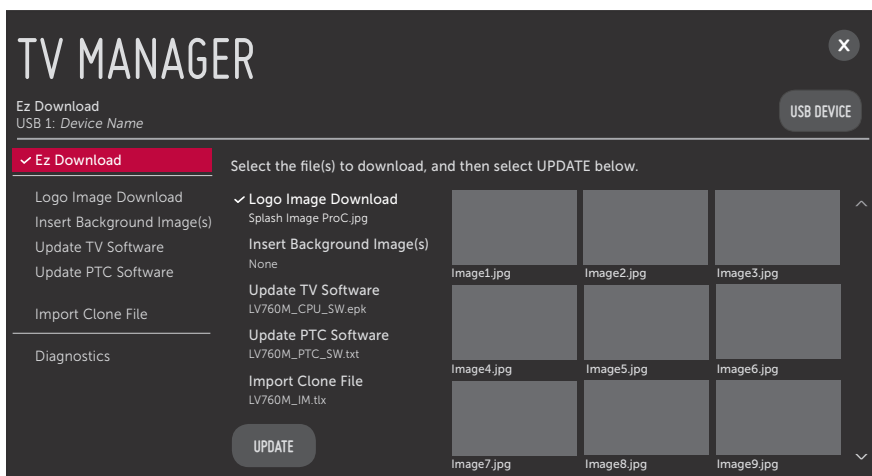 TV MANAGER
X
Ez Download
USB 1: Device Name
USB DEVICE
Ez Download
Logo Image Download
Insert Background Image(s)
Update TV Software
Update PTC Software
Import Clone File
Diagnostics
Select the file(s) to download, and then select UPDATE below.
Logo Image Download
Splash Image ProC.jpg
Insert Background Image(s)
None
Update TV Software
LV760M_CPU_SW.epk
Update PTC Software
LV760M_PTC_SW.txt
Import Clone File
LV760M_IM.tlx
UPDATE
Image1.jpg
Image2.jpg
Image3.jpg
Image4.jpg
Image5.jpg
Image6.jpg
Image7.jpg
Image8.jpg
Image9.jpg